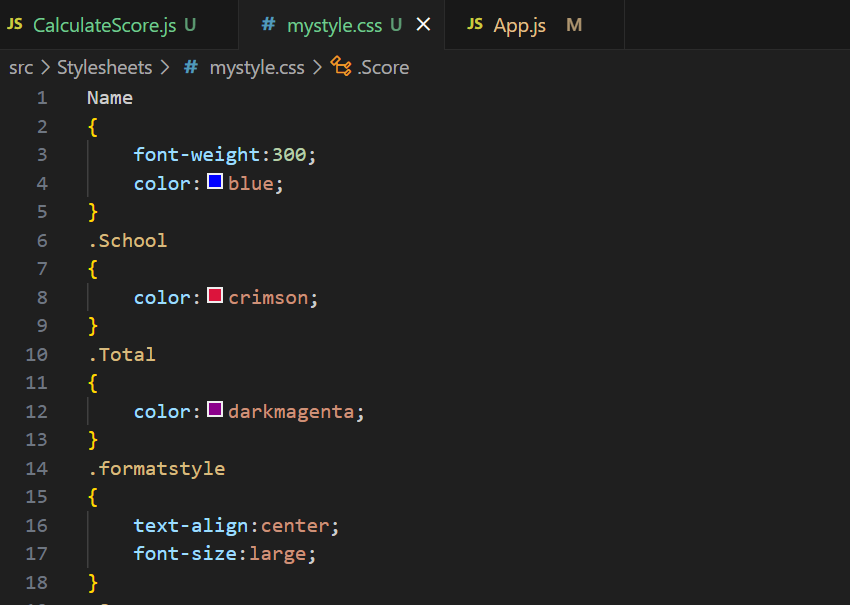 JS CalculateScore.js U # mystyle.css U × JS App.js M
src > Stylesheets > # mystyle.css > .Score
1 Name
2 {
3 font-weight:300;
4 color: blue;
5 }
6 .School
7 {
8 color: crimson;
9 }
10 .Total
11 {
12 color: darkmagenta;
13 }
14 .formatstyle
15 {
16 text-align:center;
17 font-size:large;
18 }